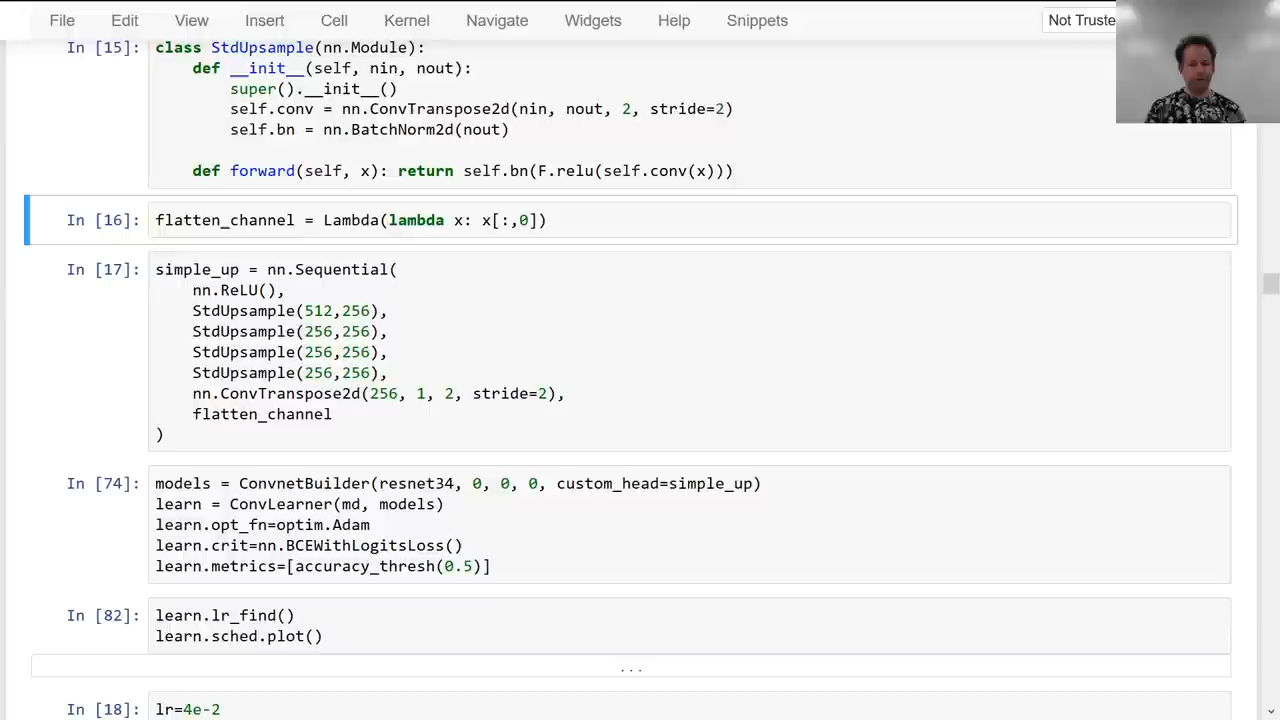 File Edit View Insert Cell Kernel Navigate Widgets Help Snippets Not Truste
In [15]: class StdUpsample(nn.Module):
def __init__(self, nin, nout):
super().__init__()
self.conv = nn.ConvTranspose2d(nin, nout, 2, stride=2)
self.bn = nn.BatchNorm2d(nout)
def forward(self, x): return self.bn(F.relu(self.conv(x)))
In [16]: flatten_channel = Lambda(lambda x: x[:,0])
In [17]: simple_up = nn.Sequential(
nn.ReLU(),
StdUpsample(512,256),
StdUpsample(256,256),
StdUpsample(256,256),
StdUpsample(256,256),
nn.ConvTranspose2d(256, 1, 2, stride=2),
flatten_channel
)
In [74]: models = ConvnetBuilder(resnet34, 0, 0, 0, custom_head=simple_up)
learn = ConvLearner(md, models)
learn.opt_fn=optim.Adam
learn.crit=nn.BCEWithLogitsLoss()
learn.metrics=[accuracy_thresh(0.5)]
In [82]: learn.lr_find()
learn.sched.plot()
...
In [18]: lr=4e-2